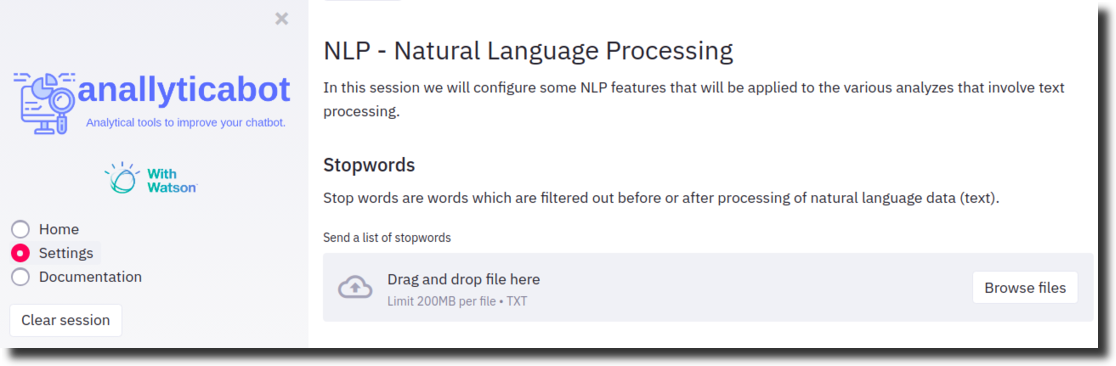 ×
anallyticabot
Analytical tools to improve your chatbot.
With
Watson
Home
Settings
Documentation
Clear session
NLP - Natural Language Processing
In this session we will configure some NLP features that will be applied to the various analyzes that involve text
processing.
Stopwords
Stop words are words which are filtered out before or after processing of natural language data (text).
Send a list of stopwords
Drag and drop file here
Limit 200MB per file • TXT
Browse files